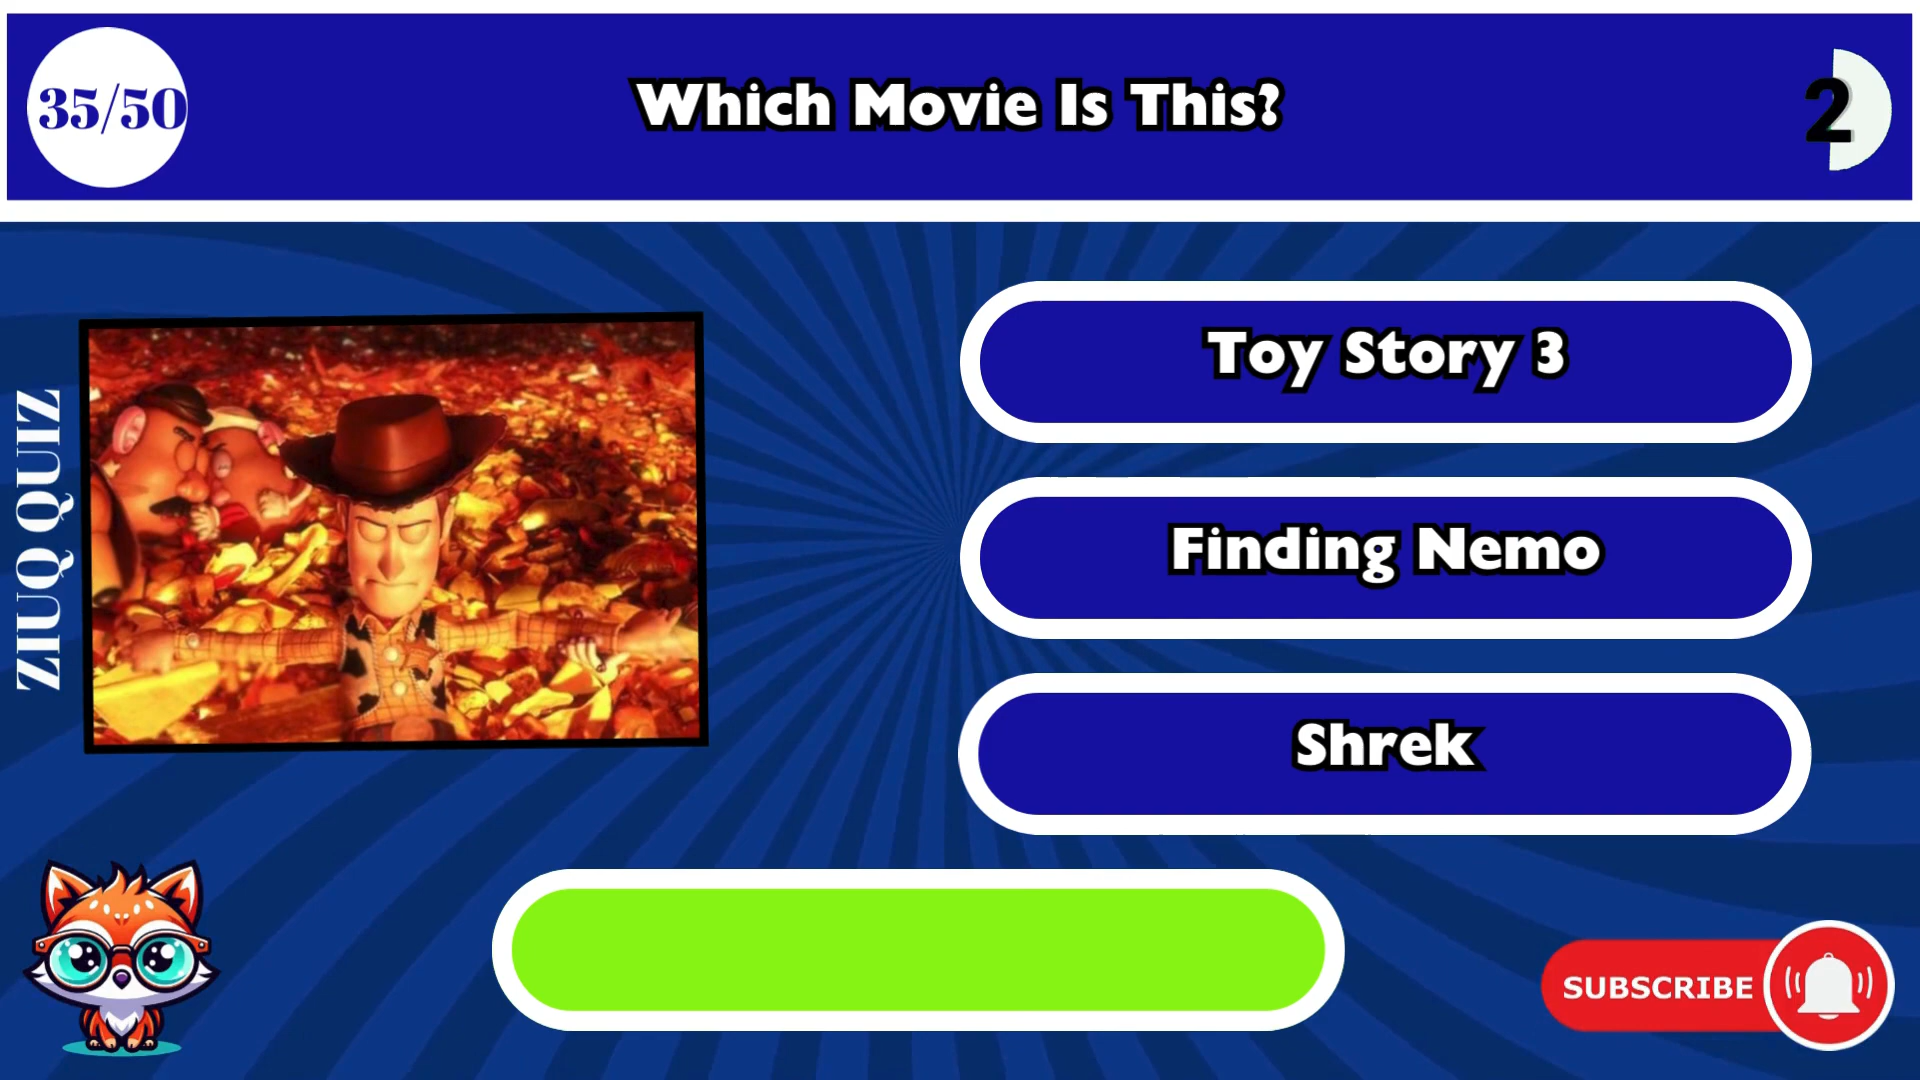 35/50
Which Movie Is This?
2
ZIUQ QUIZ
Toy Story 3
Finding Nemo
Shrek
SUBSCRIBE